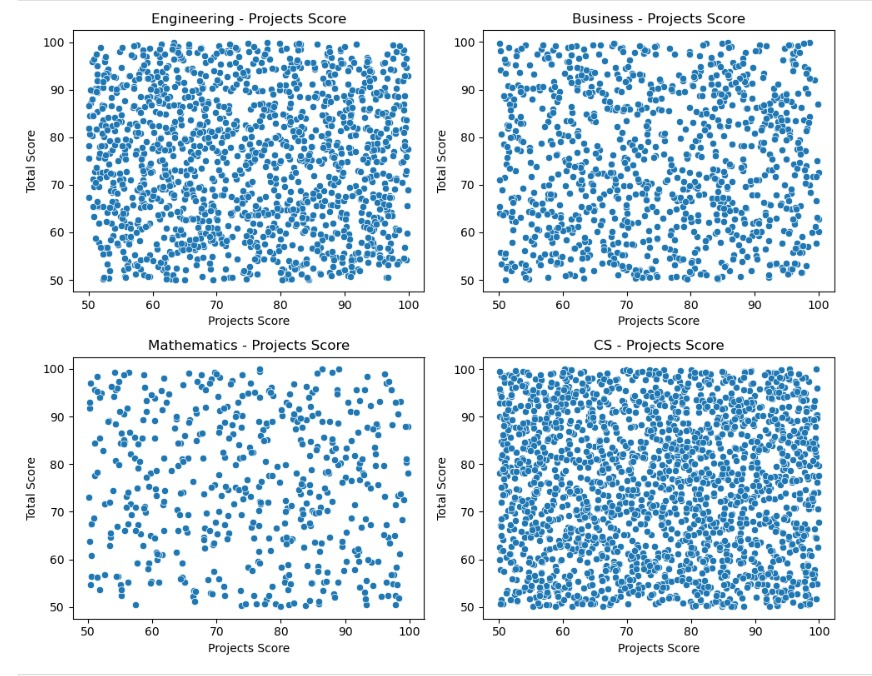 Engineering - Projects Score
100
90
80
70
60
50
Total Score
50 60 70 80 90 100
Projects Score
Business - Projects Score
100
90
80
70
60
50
Total Score
50 60 70 80 90 100
Projects Score
Mathematics - Projects Score
100
90
80
70
60
50
Total Score
50 60 70 80 90 100
Projects Score
CS - Projects Score
100
90
80
70
60
50
Total Score
50 60 70 80 90 100
Projects Score